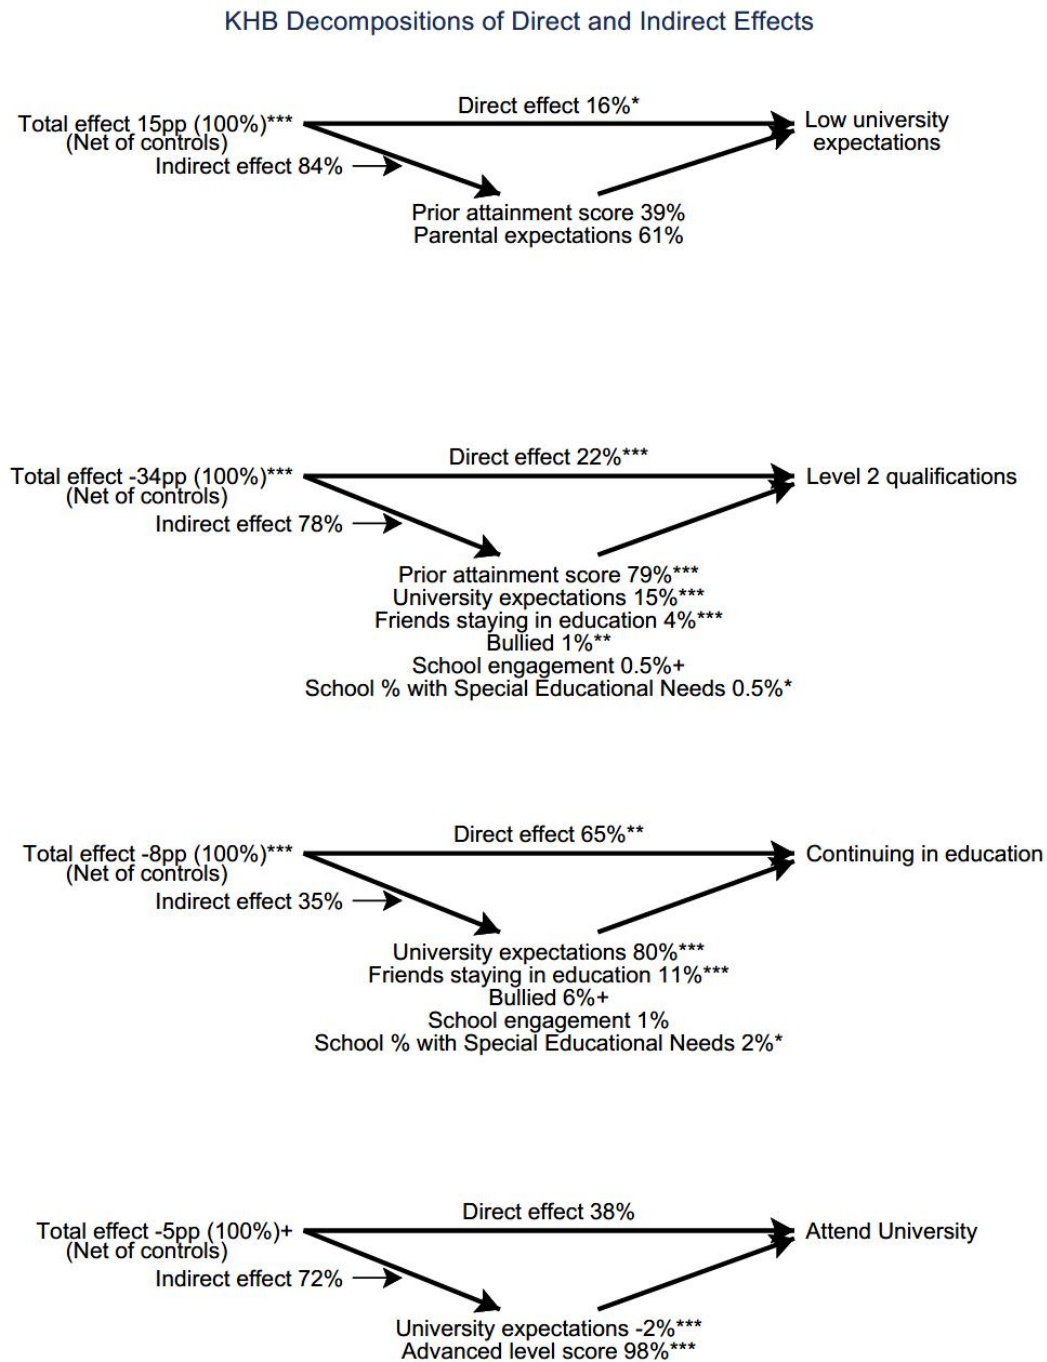 KHB Decompositions of Direct and Indirect Effects
Direct effect 16%*
Total effect 15pp (100%)***
(Net of controls)
Low university
expectations
Indirect effect 84%
Prior attainment score 39%
Parental expectations 61%
Direct effect 22%***
Total effect -34pp (100%)***
(Net of controls)
Level 2 qualifications
Indirect effect 78%
Prior attainment score 79%***
University expectations 15%***
Friends staying in education 4%***
Bullied 1%**
School engagement 0.5%+
School % with Special Educational Needs 0.5%*
Direct effect 65%**
Total effect -8pp (100%)***
(Net of controls)
Continuing in education
Indirect effect 35%
University expectations 80%***
Friends staying in education 11%***
Bullied 6%+
School engagement 1%
School % with Special Educational Needs 2%*
Direct effect 38%
Total effect -5pp (100%)+
(Net of controls)
Attend University
Indirect effect 72%
University expectations -2%***
Advanced level score 98%***